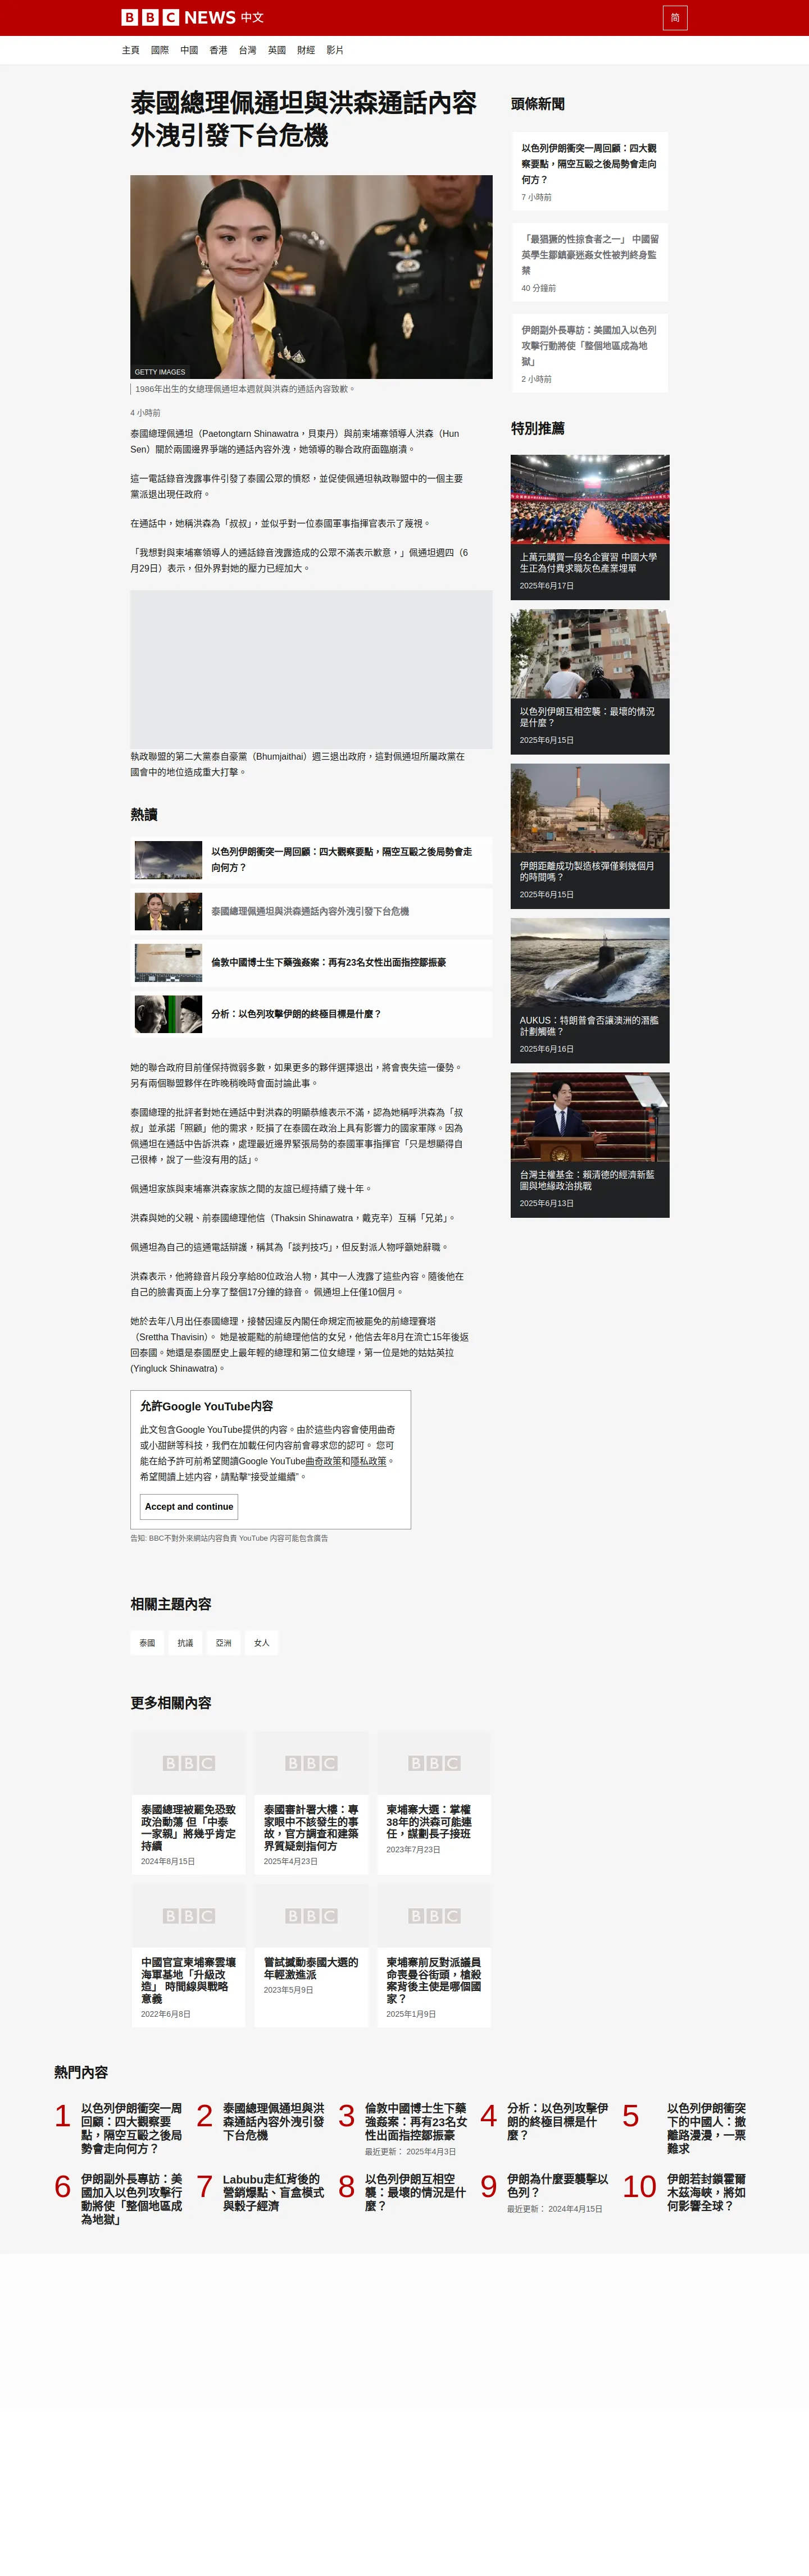 BBC NEWS 中文
简
主頁 國際 中國 香港 台灣 英國 財經 影片
泰國總理佩通坦與洪森通話內容
外洩引發下台危機
GETTY IMAGES
1986年出生的女總理佩通坦本週就與洪森的通話內容致歉。
4 小時前
泰國總理佩通坦（Paetongtarn Shinawatra，貝東丹）與前柬埔寨領導人洪森（Hun
Sen）關於兩國邊界爭端的通話內容外洩，她領導的聯合政府面臨崩潰。
這一電話錄音洩露事件引發了泰國公眾的憤怒，並促使佩通坦執政聯盟中的一個主要
黨派退出現任政府。
在通話中，她稱洪森為「叔叔」，並似乎對一位泰國軍事指揮官表示了蔑視。
「我想對與柬埔寨領導人的通話錄音洩露造成的公眾不滿表示歉意，」佩通坦週四（6
月29日）表示，但外界對她的壓力已經加大。
執政聯盟的第二大黨泰自豪黨（Bhumjaithai）週三退出政府，這對佩通坦所屬政黨在
國會中的地位造成重大打擊。
熱讀
以色列伊朗衝突一周回顧：四大觀察要點，隔空互毆之後局勢會走
向何方？
泰國總理佩通坦與洪森通話內容外洩引發下台危機
倫敦中國博士生下藥強姦案：再有23名女性出面指控鄒振豪
分析：以色列攻擊伊朗的終極目標是什麼？
她的聯合政府目前僅保持微弱多數，如果更多的夥伴選擇退出，將會喪失這一優勢。
另有兩個聯盟夥伴在昨晚稍晚時會面討論此事。
泰國總理的批評者對她在通話中對洪森的明顯恭維表示不滿，認為她稱呼洪森為「叔
叔」並承諾「照顧」他的需求，貶損了在泰國在政治上具有影響力的國家軍隊。因為
佩通坦在通話中告訴洪森，處理最近邊界緊張局勢的泰國軍事指揮官「只是想顯得自
己很棒，說了一些沒有用的話」。
佩通坦家族與柬埔寨洪森家族之間的友誼已經持續了幾十年。
洪森與她的父親、前泰國總理他信（Thaksin Shinawatra，戴克辛）互稱「兄弟」。
佩通坦為自己的這通電話辯護，稱其為「談判技巧」，但反對派人物呼籲她辭職。
洪森表示，他將錄音片段分享給80位政治人物，其中一人洩露了這些內容。隨後他在
自己的臉書頁面上分享了整個17分鐘的錄音。 佩通坦上任僅10個月。
她於去年八月出任泰國總理，接替因違反內閣任命規定而被罷免的前總理賽塔
（Srettha Thavisin）。 她是被罷黜的前總理他信的女兒，他信去年8月在流亡15年後返
回泰國。她還是泰國歷史上最年輕的總理和第二位女總理，第一位是她的姑姑英拉
(Yingluck Shinawatra)。
允許Google YouTube內容
此文包含Google YouTube提供的內容。由於這些內容會使用曲奇
或小甜餅等科技，我們在加載任何內容前會尋求您的認可。 您可
能在給予許可前希望閱讀Google YouTube曲奇政策和隱私政策。
希望閱讀上述內容，請點擊“接受並繼續”。
Accept and continue
告知: BBC不對外來網站內容負責 YouTube 內容可能包含廣告
相關主題內容
泰國 抗議 亞洲 女人
更多相關內容
BBC
泰國總理被罷免恐致
政治動蕩 但「中泰
一家親」將幾乎肯定
持續
2024年8月15日
BBC
泰國審計署大樓：專
家眼中不該發生的事
故，官方調查和建築
界質疑劍指何方
2025年4月23日
BBC
柬埔寨大選：掌權
38年的洪森可能連
任，謀劃長子接班
2023年7月23日
BBC
中國官宣柬埔寨雲壤
海軍基地「升級改
造」 時間線與戰略
意義
2022年6月8日
BBC
嘗試撼動泰國大選的
年輕激進派
2023年5月9日
BBC
柬埔寨前反對派議員
命喪曼谷街頭，槍殺
案背後主使是哪個國
家？
2025年1月9日
頭條新聞
以色列伊朗衝突一周回顧：四大觀
察要點，隔空互毆之後局勢會走向
何方？
7 小時前
「最猖獗的性掠食者之一」 中國留
英學生鄒鎮豪迷姦女性被判終身監
禁
40 分鐘前
伊朗副外長專訪：美國加入以色列
攻擊行動將使「整個地區成為地
獄」
2 小時前
特別推薦
上萬元購買一段名企實習 中國大學
生正為付費求職灰色產業埋單
2025年6月17日
以色列伊朗互相空襲：最壞的情況
是什麼？
2025年6月15日
伊朗距離成功製造核彈僅剩幾個月
的時間嗎？
2025年6月15日
AUKUS：特朗普會否讓澳洲的潛艦
計劃觸礁？
2025年6月16日
台灣主權基金：賴清德的經濟新藍
圖與地緣政治挑戰
2025年6月13日
熱門內容
1
以色列伊朗衝突一周
回顧：四大觀察要
點，隔空互毆之後局
勢會走向何方？
2
泰國總理佩通坦與洪
森通話內容外洩引發
下台危機
3
倫敦中國博士生下藥
強姦案：再有23名女
性出面指控鄒振豪
最近更新： 2025年4月3日
4
分析：以色列攻擊伊
朗的終極目標是什
麼？
5
以色列伊朗衝突
下的中國人：撤
離路漫漫，一票
難求
6
伊朗副外長專訪：美
國加入以色列攻擊行
動將使「整個地區成
為地獄」
7
Labubu走紅背後的
營銷爆點、盲盒模式
與穀子經濟
8
以色列伊朗互相空
襲：最壞的情況是什
麼？
9
伊朗為什麼要襲擊以
色列？
最近更新： 2024年4月15日
10
伊朗若封鎖霍爾
木茲海峽，將如
何影響全球？